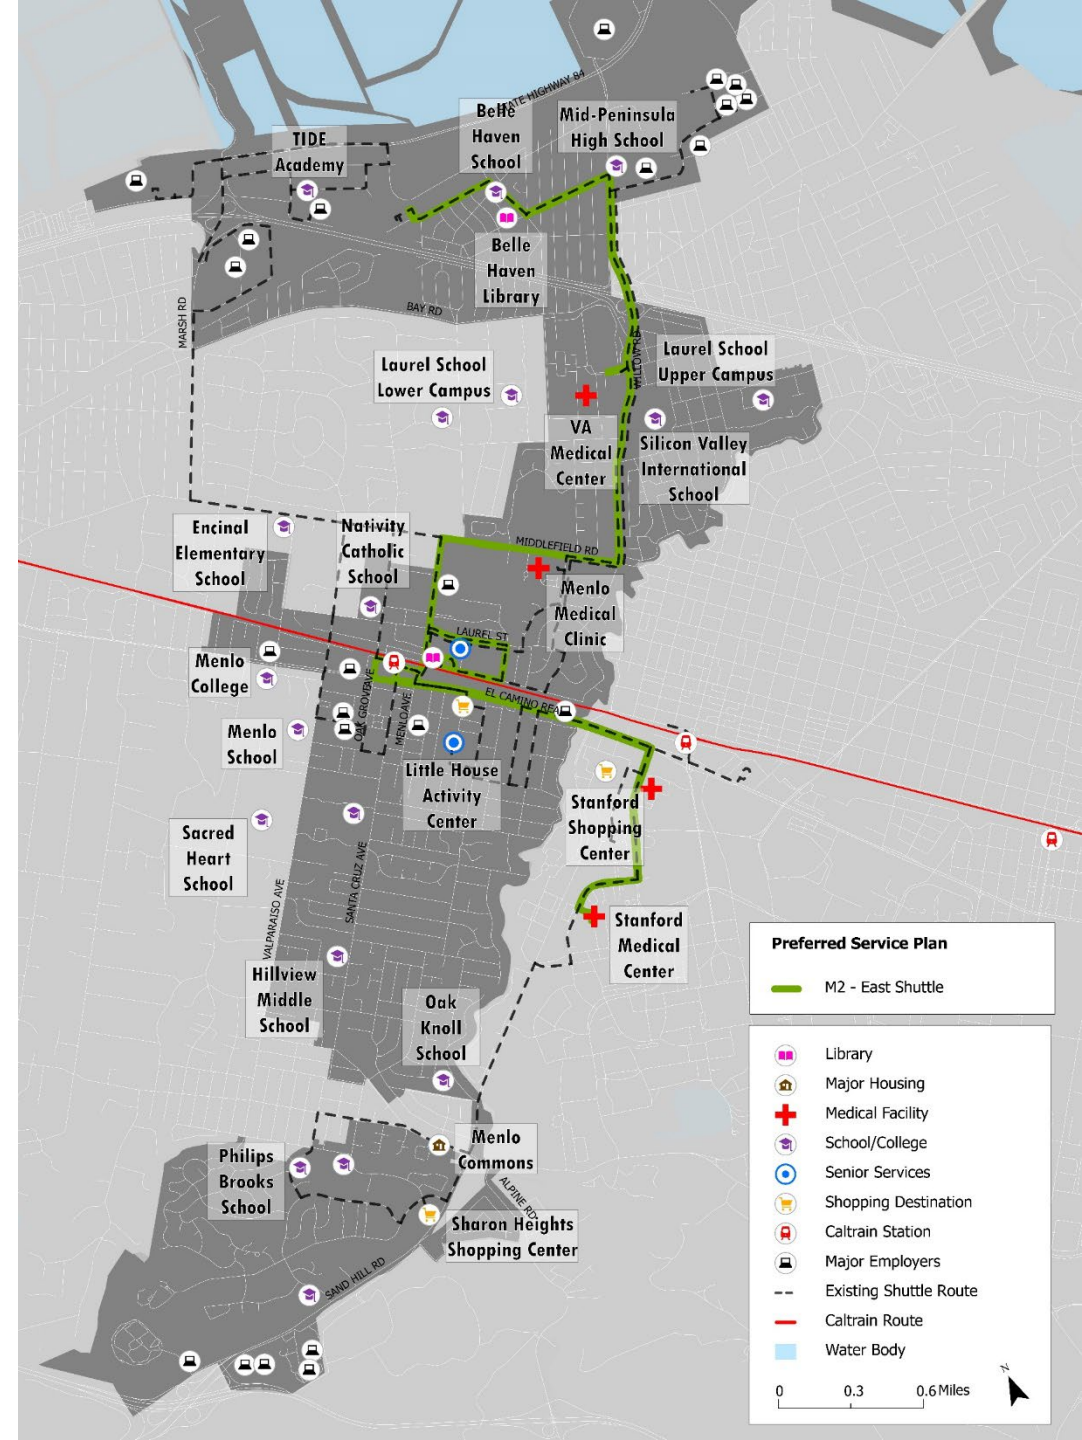 TATE HIGHWAY 84
Belle
Haven
School
Mid-Peninsula
High School
TIDE
Academy
Belle
Haven
Library
BAY RD
MARSH RD
WILLOW RD
Laurel School
Lower Campus
Laurel School
Upper Campus
VA
Medical
Center
Silicon Valley
International
School
Encinal
Elementary
School
Nativity
Catholic
School
MIDDLEFIELD RD
Menlo
Medical
Clinic
LAUREL ST
Menlo
College
OAK GROVE AVE
MENLO AVE
EL CAMINO REA
Menlo
School
Little House
Activity
Center
Stanford
Shopping
Center
Sacred
Heart
School
SANTA CRUZ AVE
VALPARAISO AVE
Stanford
Medical
Center
Hillview
Middle
School
Oak
Knoll
School
Menlo
Commons
Philips
Brooks
School
ALPINE RD
Sharon Heights
Shopping Center
SAND HILL RD
Preferred Service Plan
M2 - East Shuttle
Library
Major Housing
Medical Facility
School/College
Senior Services
Shopping Destination
Caltrain Station
Major Employers
Existing Shuttle Route
Caltrain Route
Water Body
N
0 0.3 0.6 Miles